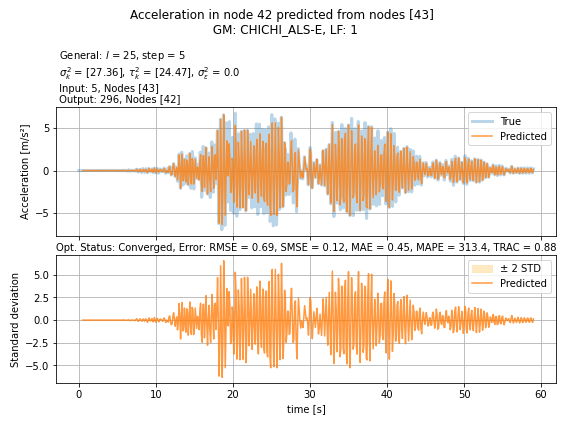 Acceleration in node 42 predicted from nodes [43]
GM: CHICHI_ALS-E, LF: 1
General: l = 25, step = 5
σ²ₖ = [27.36], τ²ₖ = [24.47], σ²ε = 0.0
Input: 5, Nodes [43]
Output: 296, Nodes [42]
Acceleration [m/s²]
5
0
−5
True
Predicted
Opt. Status: Converged, Error: RMSE = 0.69, SMSE = 0.12, MAE = 0.45, MAPE = 313.4, TRAC = 0.88
Standard deviation
5.0
2.5
0.0
−2.5
−5.0
± 2 STD
Predicted
0 10 20 30 40 50 60
time [s]